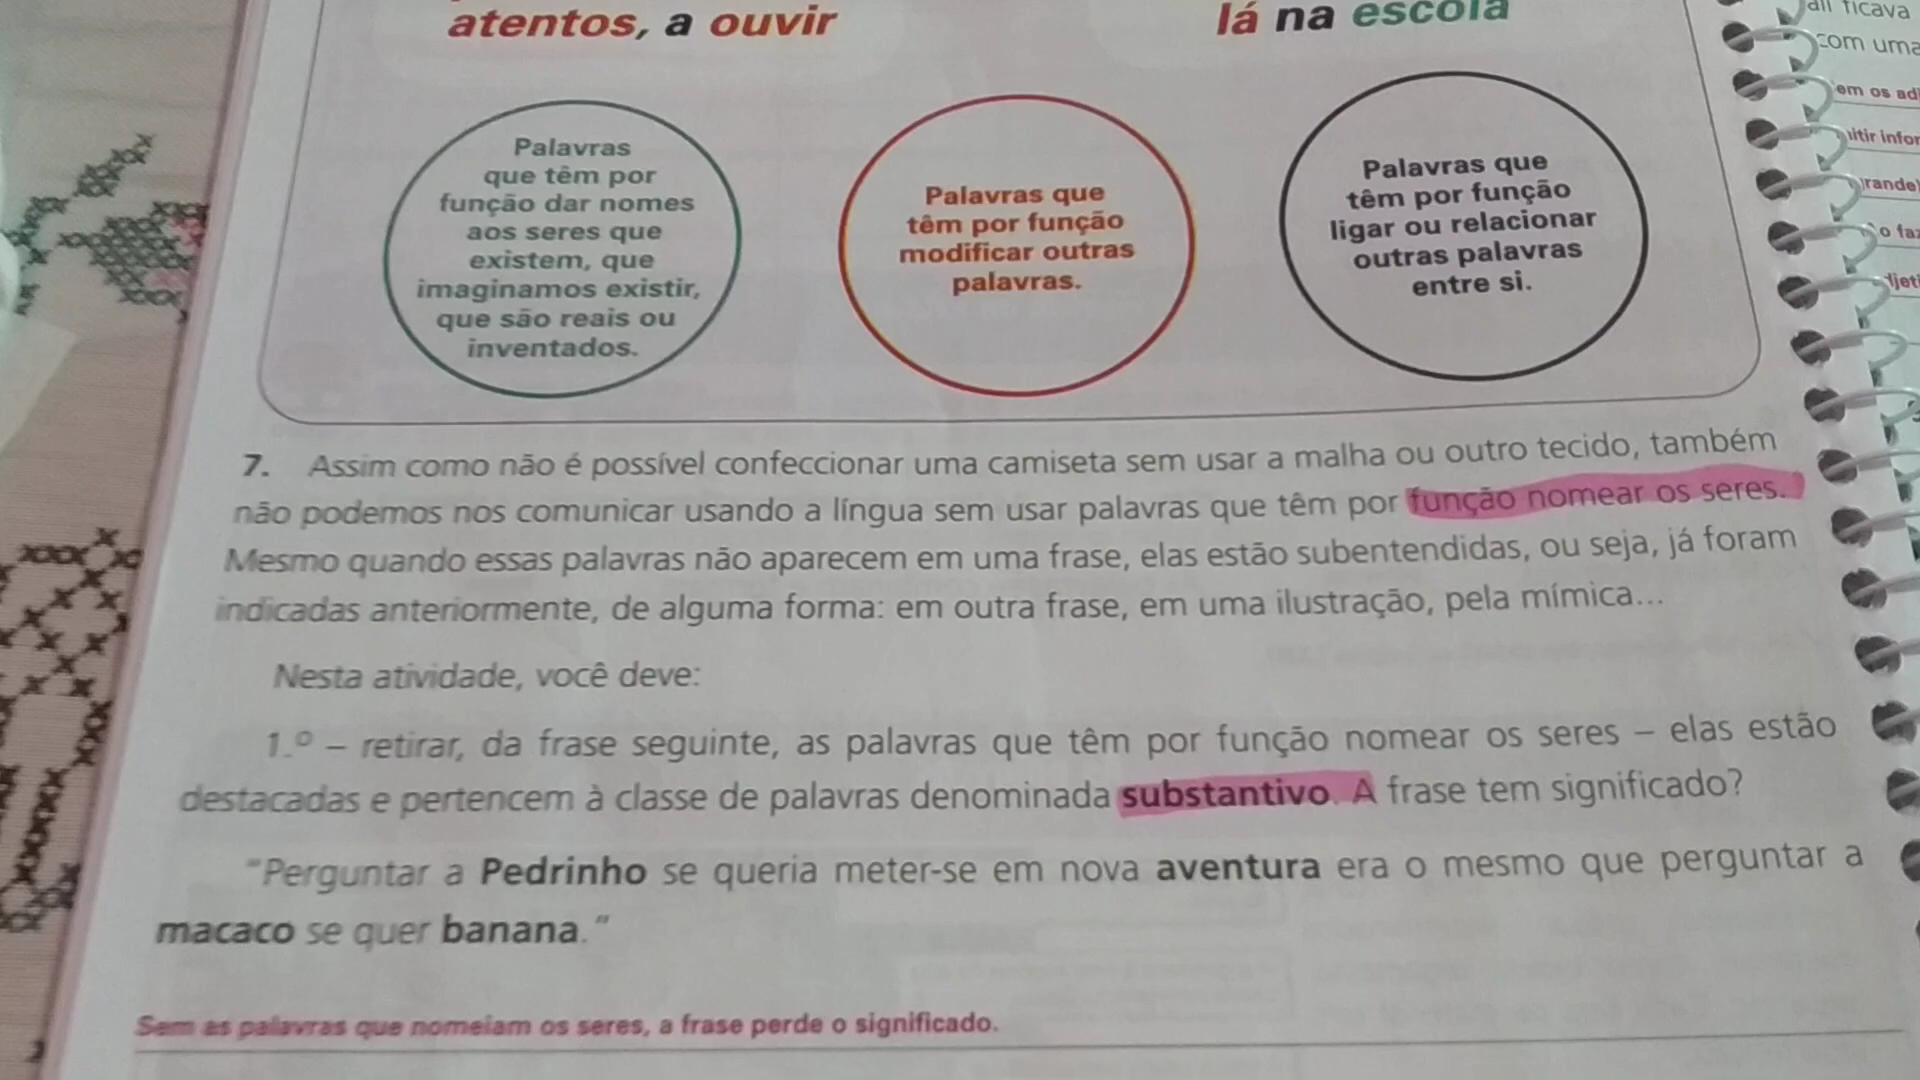 atentos, a ouvir
lá na escola
Palavras
que têm por
função dar nomes
aos seres que
existem, que
imaginamos existir,
que são reais ou
inventados.
Palavras que
têm por função
modificar outras
palavras.
Palavras que
têm por função
ligar ou relacionar
outras palavras
entre si.
7. Assim como não é possível confeccionar uma camiseta sem usar a malha ou outro tecido, também
não podemos nos comunicar usando a língua sem usar palavras que têm por função nomear os seres.
Mesmo quando essas palavras não aparecem em uma frase, elas estão subentendidas, ou seja, já foram
indicadas anteriormente, de alguma forma: em outra frase, em uma ilustração, pela mímica...
Nesta atividade, você deve:
1.º – retirar, da frase seguinte, as palavras que têm por função nomear os seres – elas estão
destacadas e pertencem à classe de palavras denominada substantivo. A frase tem significado?
"Perguntar a Pedrinho se queria meter-se em nova aventura era o mesmo que perguntar a
macaco se quer banana."
Sem as palavras que nomeiam os seres, a frase perde o significado.
ficava
com uma
os